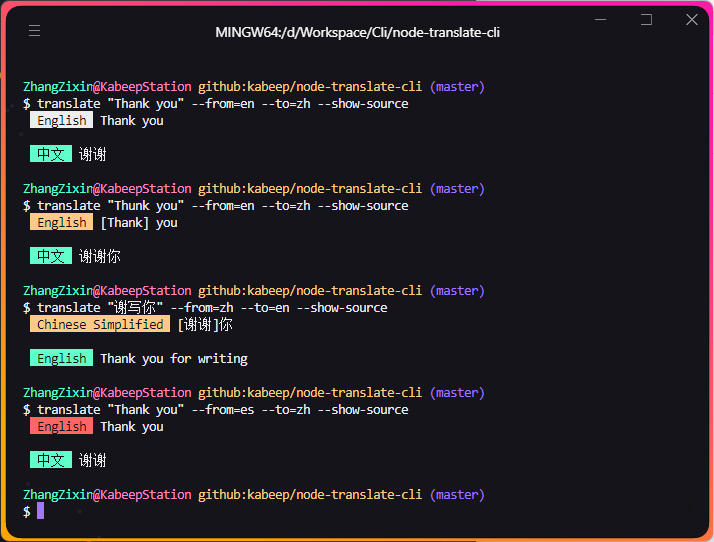 MINGW64:/d/Workspace/Cli/node-translate-cli
ZhangZixin@KabeepStation github:kabeep/node-translate-cli (master)
$ translate "Thank you" --from=en --to=zh --show-source
English Thank you
中文 谢谢
ZhangZixin@KabeepStation github:kabeep/node-translate-cli (master)
$ translate "Thunk you" --from=en --to=zh --show-source
English [Thank] you
中文 谢谢你
ZhangZixin@KabeepStation github:kabeep/node-translate-cli (master)
$ translate "谢写你" --from=zh --to=en --show-source
Chinese Simplified [谢谢]你
English Thank you for writing
ZhangZixin@KabeepStation github:kabeep/node-translate-cli (master)
$ translate "Thank you" --from=es --to=zh --show-source
English Thank you
中文 谢谢
ZhangZixin@KabeepStation github:kabeep/node-translate-cli (master)
$